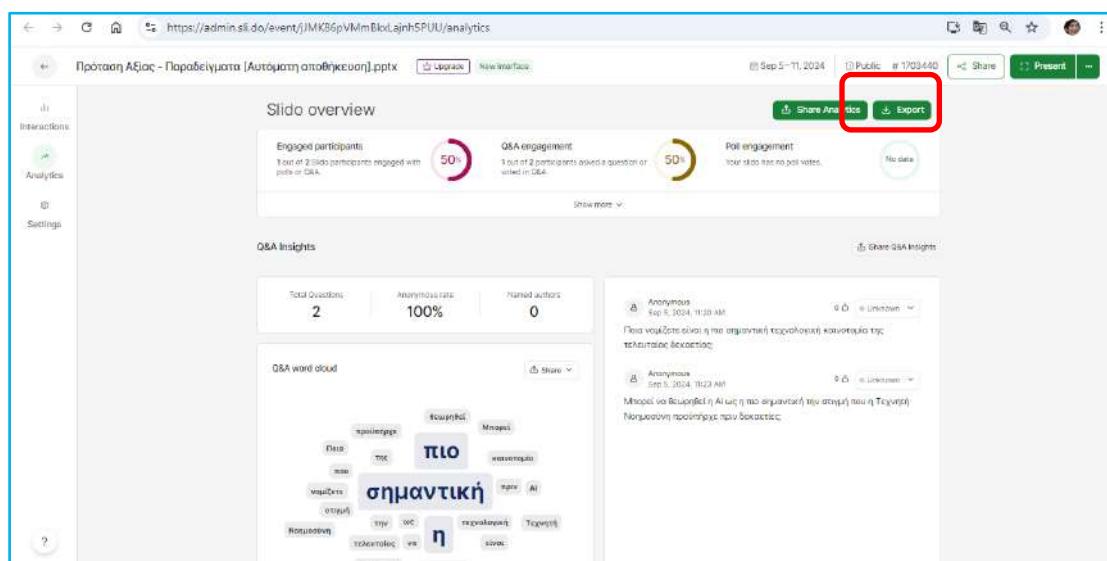 https://admin.sli.do/event/jJMKB6pVMmBkxLajnhSPUU/analytics
Πρόταση Αξίας - Παραδείγματα [Αυτόματη αποθήκευση].pptx
Upgrade
New interface
Sep 5–11, 2024
Public
# 1703440
Share
Present
Interactions
Analytics
Settings
?
Slido overview
Share Analytics
Export
Engaged participants
1 out of 2 Slido participants engaged with
polls or Q&A.
50%
Q&A engagement
1 out of 2 participants asked a question or
voted in Q&A.
50%
Poll engagement
Your slido has no poll votes.
No data
Show more
Q&A Insights
Share Q&A Insights
Total Questions
2
Anonymous rate
100%
Named authors
0
Q&A word cloud
Share
θεωρηθεί
προϋπήρχε
Μπορεί
Ποια
της
πιο
καινοτομία
που
νομίζετε
σημαντική
πριν
AI
στιγμή
την
ως
τεχνολογική
Τεχνητή
Νοημοσύνη
τελευταίας
να
η
είναι
Anonymous
Sep 5, 2024, 11:20 AM
0
Unknown
Ποια νομίζετε είναι η πιο σημαντική τεχνολογική καινοτομία της
τελευταίας δεκαετίας;
Anonymous
Sep 5, 2024, 11:23 AM
0
Unknown
Μπορεί να θεωρηθεί η AI ως η πιο σημαντική την στιγμή που η Τεχνητή
Νοημοσύνη προϋπήρχε πριν δεκαετίες;